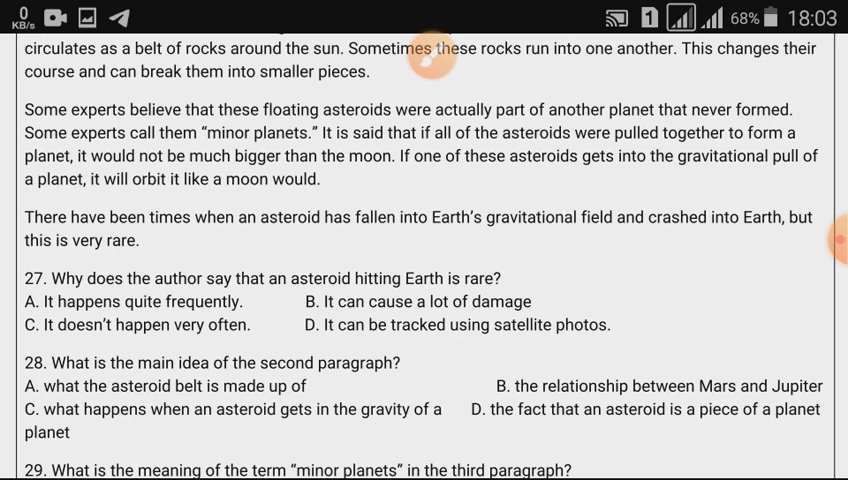 0
KB/s
1
68%
18:03
circulates as a belt of rocks around the sun. Sometimes these rocks run into one another. This changes their
course and can break them into smaller pieces.
Some experts believe that these floating asteroids were actually part of another planet that never formed.
Some experts call them “minor planets.” It is said that if all of the asteroids were pulled together to form a
planet, it would not be much bigger than the moon. If one of these asteroids gets into the gravitational pull of
a planet, it will orbit it like a moon would.
There have been times when an asteroid has fallen into Earth’s gravitational field and crashed into Earth, but
this is very rare.
27. Why does the author say that an asteroid hitting Earth is rare?
A. It happens quite frequently. B. It can cause a lot of damage
C. It doesn’t happen very often. D. It can be tracked using satellite photos.
28. What is the main idea of the second paragraph?
A. what the asteroid belt is made up of B. the relationship between Mars and Jupiter
C. what happens when an asteroid gets in the gravity of a D. the fact that an asteroid is a piece of a planet
planet
29. What is the meaning of the term “minor planets” in the third paragraph?